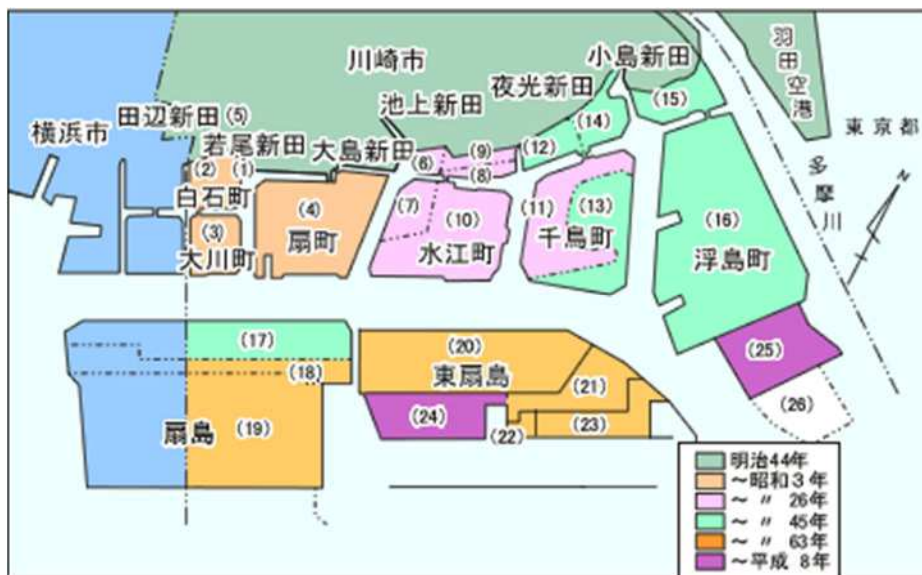 川崎市
小島新田
羽田空港
夜光新田
池上新田
(15)
東京都
田辺新田
(5)
横浜市
(14)
若尾新田
大島新田
(12)
多摩川
(9)
(6)
(8)
(2)
(1)
白石町
(4)
(7)
(10)
(11)
(13)
(16)
(3)
扇町
水江町
千鳥町
浮島町
大川町
(17)
(20)
(25)
(18)
東扇島
(21)
(26)
扇島
(19)
(24)
(22)
(23)
明治44年
～昭和3年
～ 〃 26年
～ 〃 45年
～ 〃 63年
～平成 8年